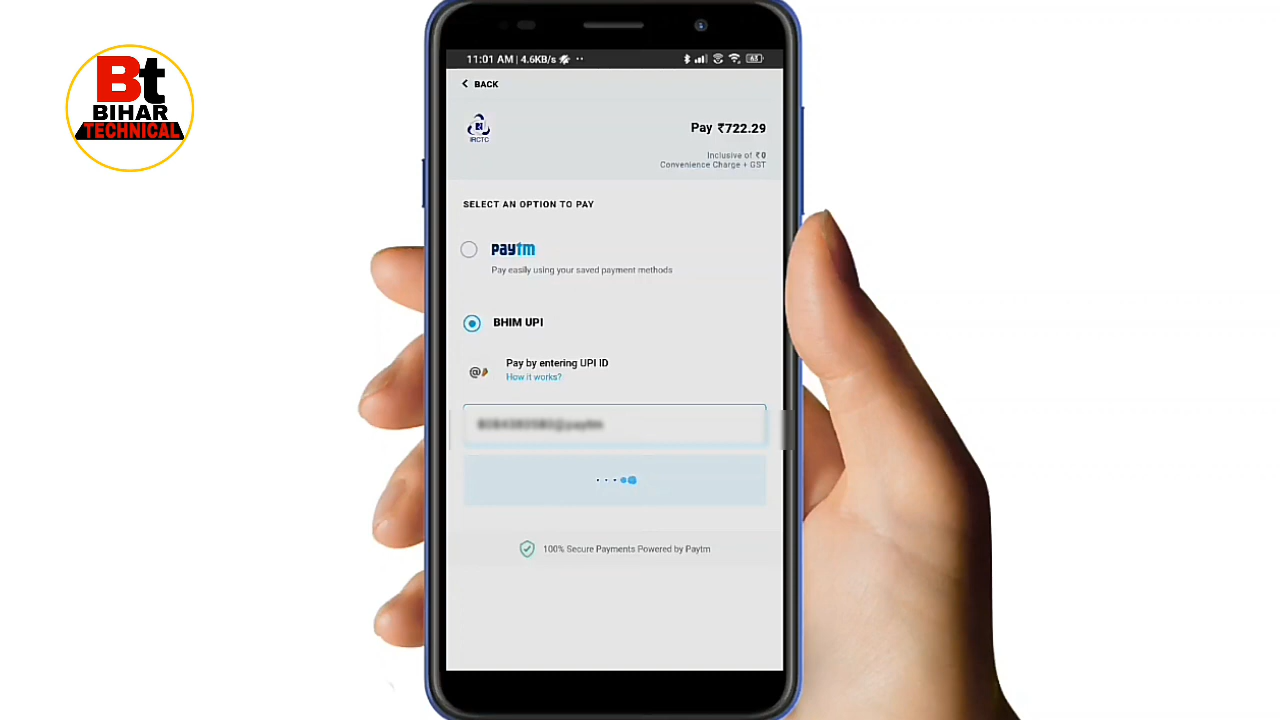 Bt
BIHAR
TECHNICAL
11:01 AM | 4.6KB/s
63
BACK
IRCTC
Pay ₹722.29
Inclusive of ₹0
Convenience Charge + GST
SELECT AN OPTION TO PAY
paytm
Pay easily using your saved payment methods
BHIM UPI
@
Pay by entering UPI ID
How it works?
100% Secure Payments Powered by Paytm